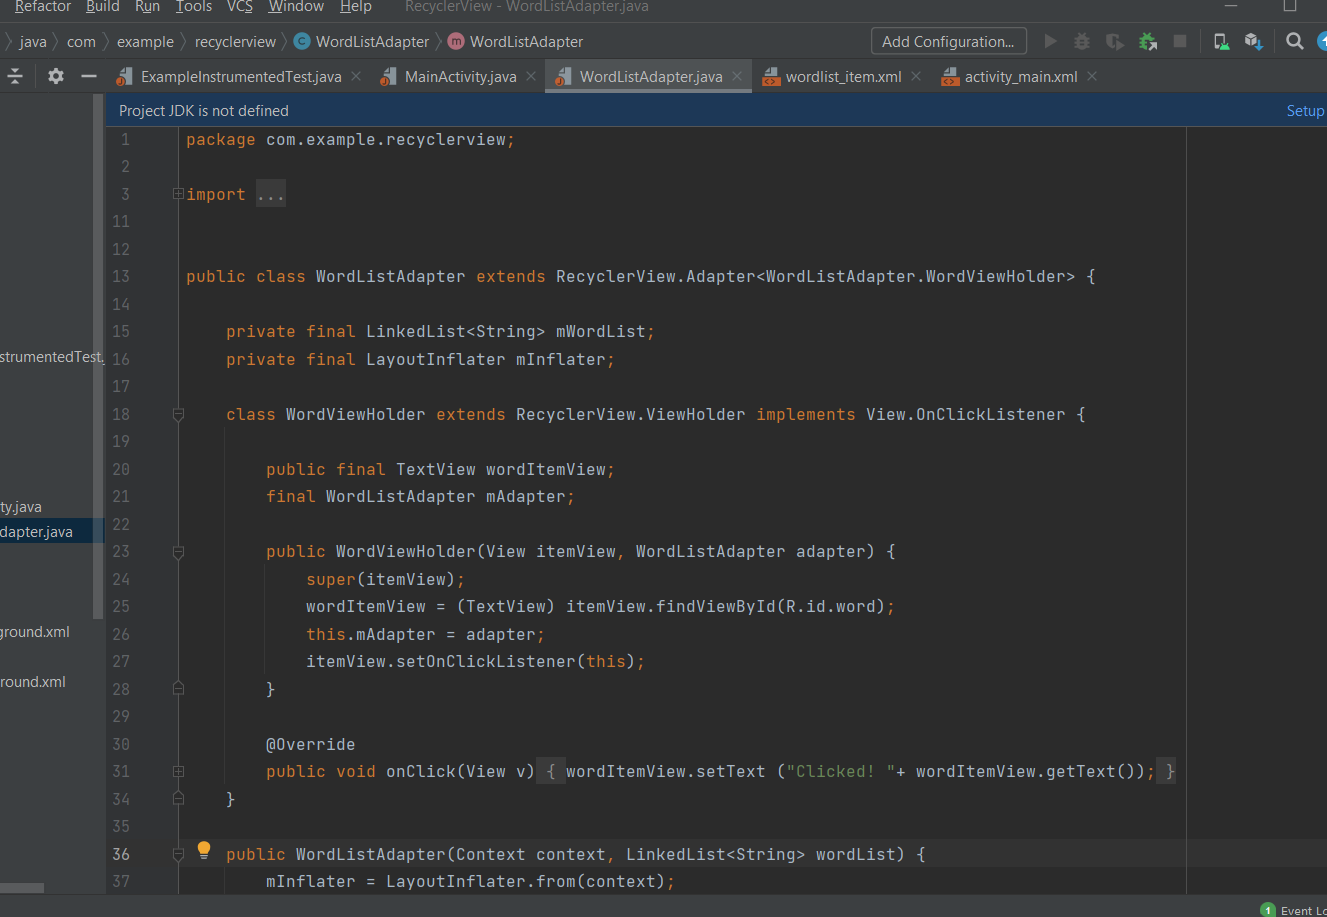 Refactor Build Run Tools VCS Window Help RecyclerView - WordListAdapter.java
java com example recyclerview C WordListAdapter m WordListAdapter Add Configuration...
ExampleInstrumentedTest.java MainActivity.java WordListAdapter.java wordlist_item.xml activity_main.xml
Project JDK is not defined Setup
1 package com.example.recyclerview;
2
3 import ...
11
12
13 public class WordListAdapter extends RecyclerView.Adapter<WordListAdapter.WordViewHolder> {
14
15 private final LinkedList<String> mWordList;
strumentedTest.
16 private final LayoutInflater mInflater;
17
18 class WordViewHolder extends RecyclerView.ViewHolder implements View.OnClickListener {
19
20 public final TextView wordItemView;
21 final WordListAdapter mAdapter;
ty.java
22
dapter.java
23 public WordViewHolder(View itemView, WordListAdapter adapter) {
24 super(itemView);
25 wordItemView = (TextView) itemView.findViewById(R.id.word);
ground.xml
26 this.mAdapter = adapter;
27 itemView.setOnClickListener(this);
round.xml
28 }
29
30 @Override
31 public void onClick(View v) { wordItemView.setText ("Clicked! "+ wordItemView.getText()); }
34 }
35
36 public WordListAdapter(Context context, LinkedList<String> wordList) {
37 mInflater = LayoutInflater.from(context);
1 Event Lo